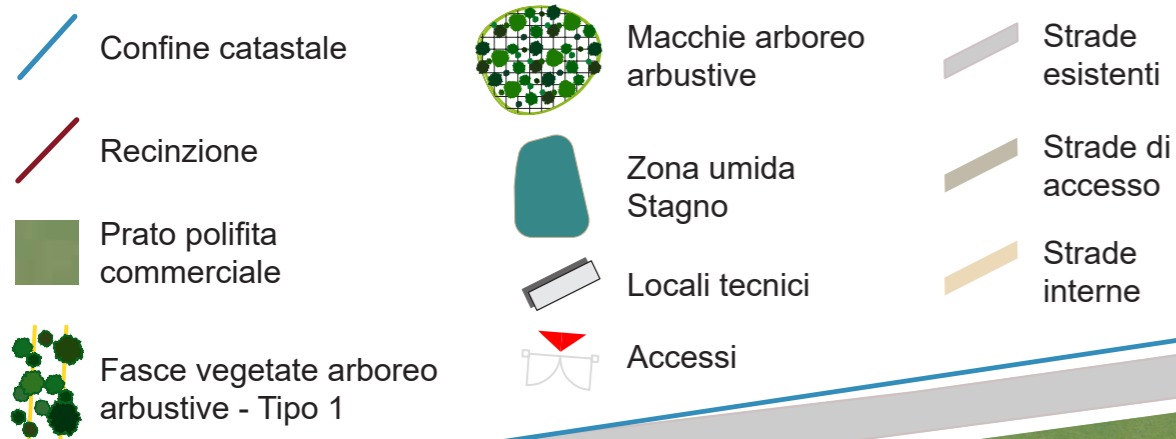 Confine catastale
Recinzione
Prato polifita
commerciale
Fasce vegetate arboreo
arbustive - Tipo 1
Macchie arboreo
arbustive
Zona umida
Stagno
Locali tecnici
Accessi
Strade
esistenti
Strade di
accesso
Strade
interne